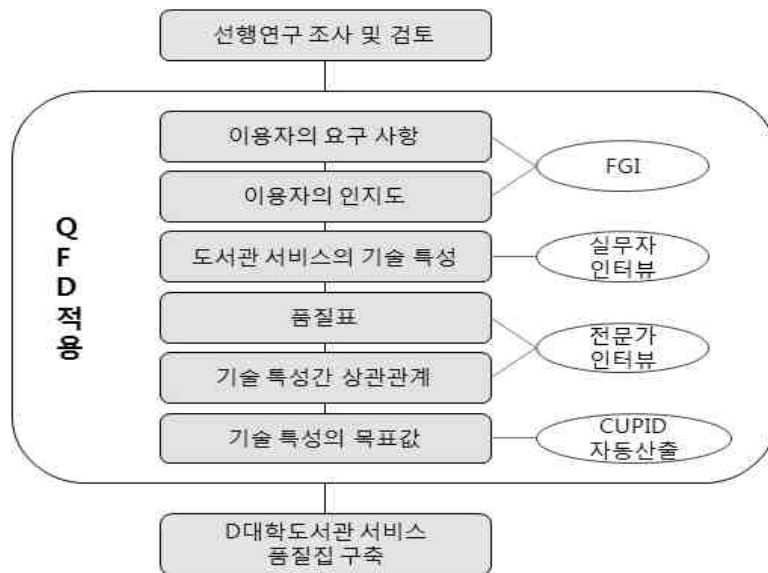 선행연구 조사 및 검토
이용자의 요구 사항
이용자의 인지도
FGI
도서관 서비스의 기술 특성
실무자
인터뷰
품질표
기술 특성간 상관관계
전문가
인터뷰
기술 특성의 목표값
CUPID
자동산출
Q
F
D
적
용
D대학도서관 서비스
품질집 구축